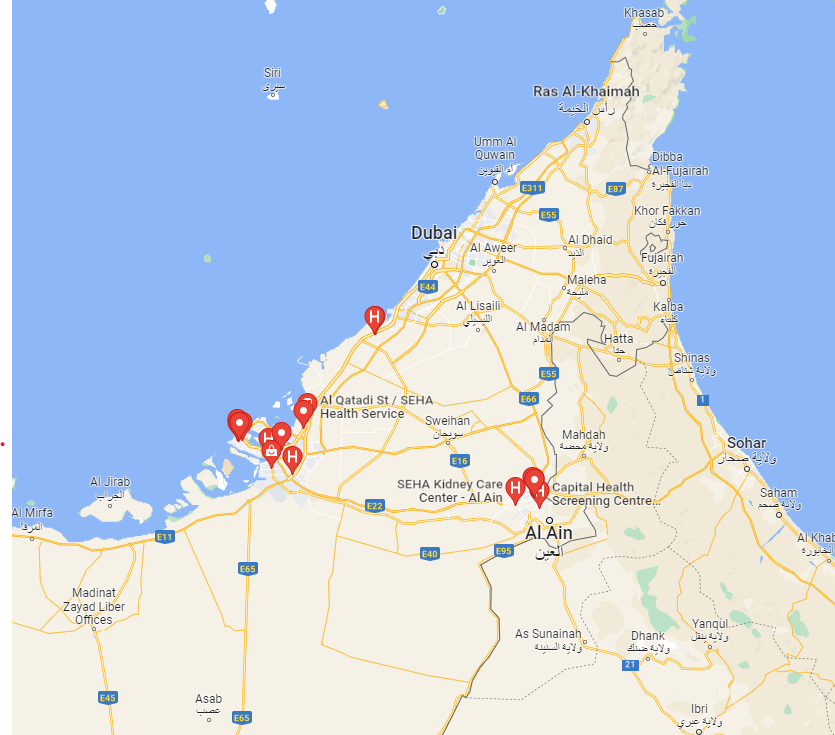 Khasab
خصب
Siri
سيري
Ras Al-Khaimah
رأس الخيمة
Umm Al
Quwain
أم القيوين
Dibba
Al-Fujairah
دبا الفجيرة
E311
E87
E55
Khor Fakkan
خور فكان
Dubai
دبي
Al Aweer
العوير
Al Dhaid
الذيد
Fujairah
الفجيرة
E44
Maleha
مليحة
Al Lisaili
الليسيلي
Kalba
كلباء
Al Madam
المدام
Hatta
حتا
Shinas
ولاية شناص
E55
E66
1
Al Qatadi St / SEHA
Health Service
Sweihan
سويحان
Mahdah
ولاية محضة
Sohar
ولاية صحار
E16
Al Jirab
الجراب
SEHA Kidney Care
Center - Al Ain
Capital Health
Screening Centre...
Saham
ولاية صحم
Al Mirfa
المرفأ
E22
Al Ain
العين
E11
E40
E95
Al Khab
الخابورة
E65
Madinat
Zayad Liber
Offices
As Sunainah
ولاية السنينة
Dhank
ولاية ضنك
Yanqul
ولاية ينقل
21
E45
Asab
عصب
E65
Ibri
ولاية عبري